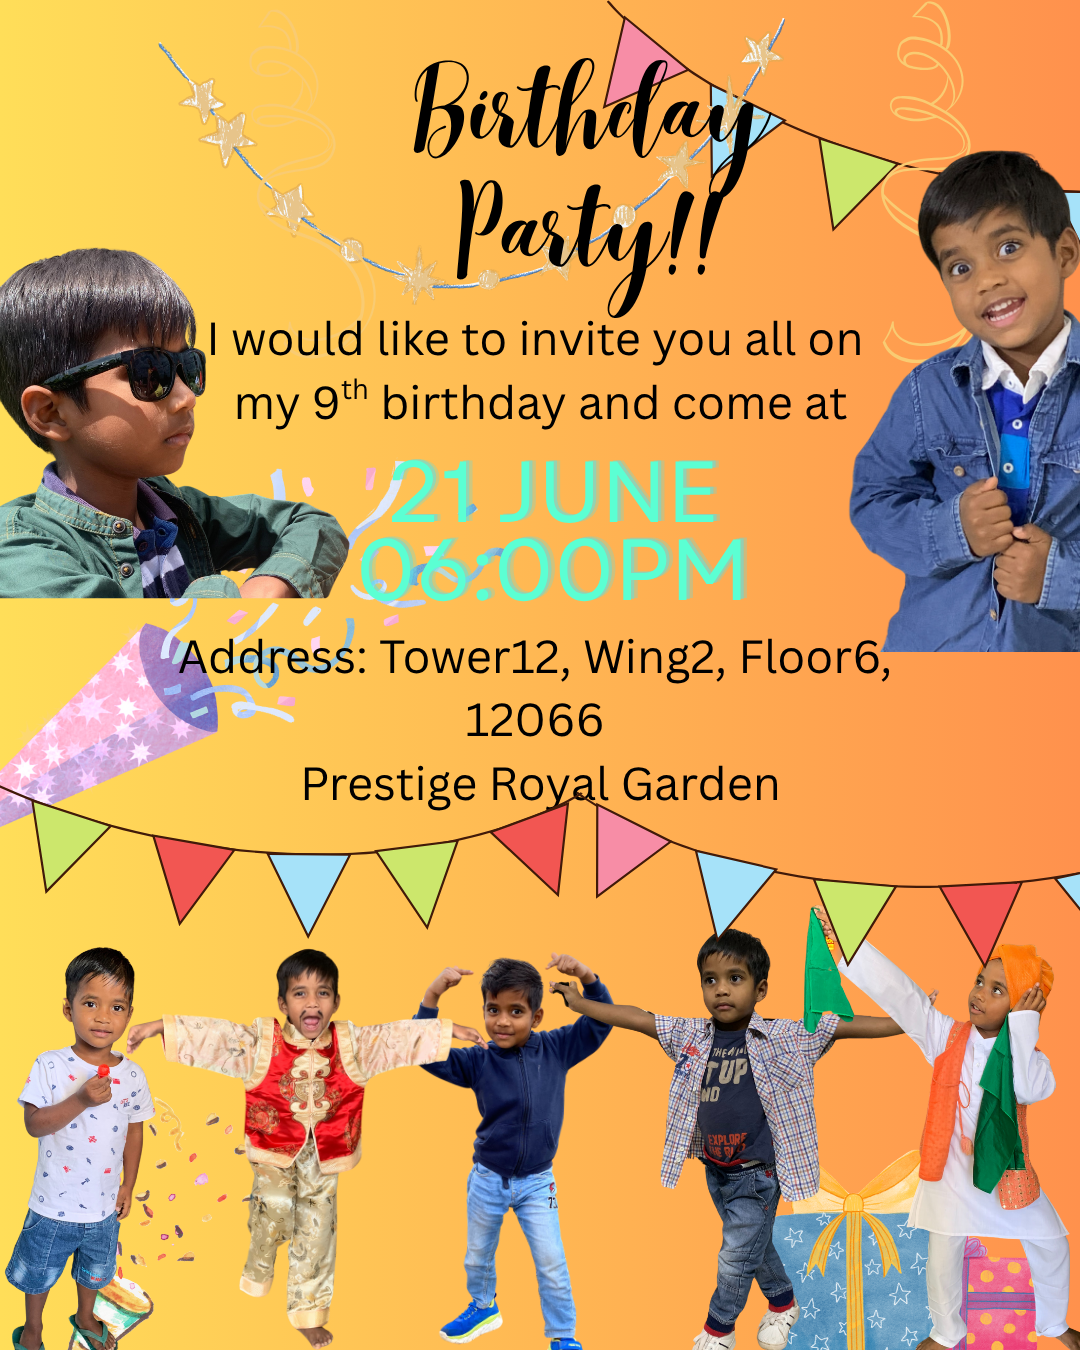 Birthday
Party!!
I would like to invite you all on
my 9th birthday and come at
21 JUNE
06:00PM
Address: Tower12, Wing2, Floor6,
12066
Prestige Royal Garden
EXPLORE